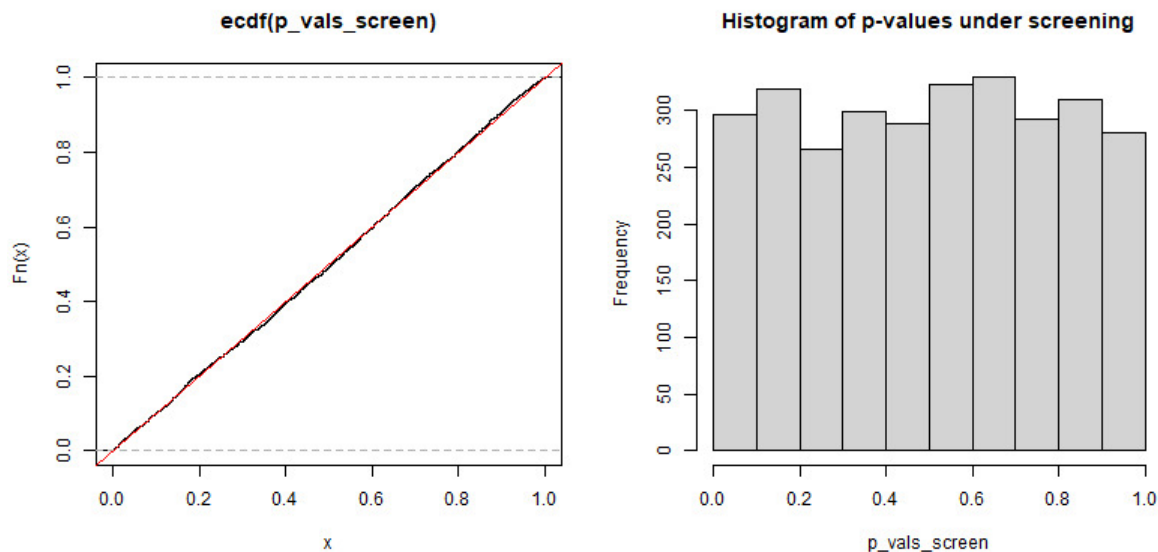 ecdf(p_vals_screen)
Fn(x)
1.0
0.8
0.6
0.4
0.2
0.0
0.0 0.2 0.4 0.6 0.8 1.0
x
Histogram of p-values under screening
Frequency
300
250
200
150
100
50
0
0.0 0.2 0.4 0.6 0.8 1.0
p_vals_screen